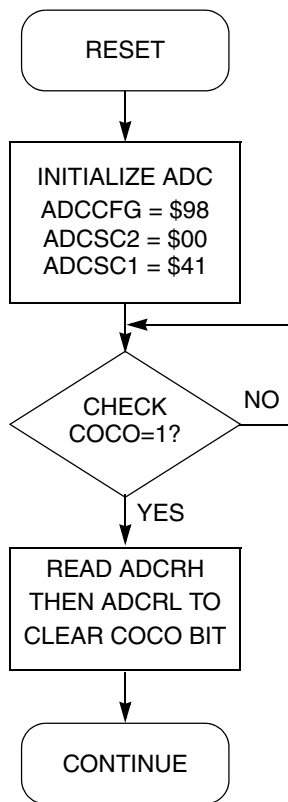 RESET
INITIALIZE ADC
ADCCFG = $98
ADCSC2 = $00
ADCSC1 = $41
CHECK
COCO=1?
NO
YES
READ ADCRH
THEN ADCRL TO
CLEAR COCO BIT
CONTINUE